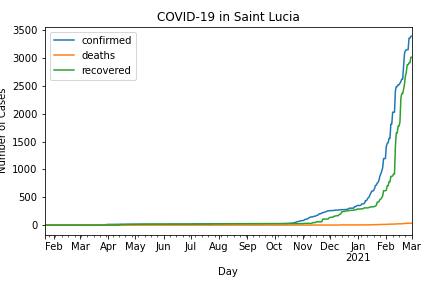 COVID-19 in Saint Lucia
confirmed
deaths
recovered
3500
3000
2500
2000
1500
1000
500
0
Number of Cases
Feb Mar Apr May Jun Jul Aug Sep Oct Nov Dec Jan Feb Mar
2021
Day